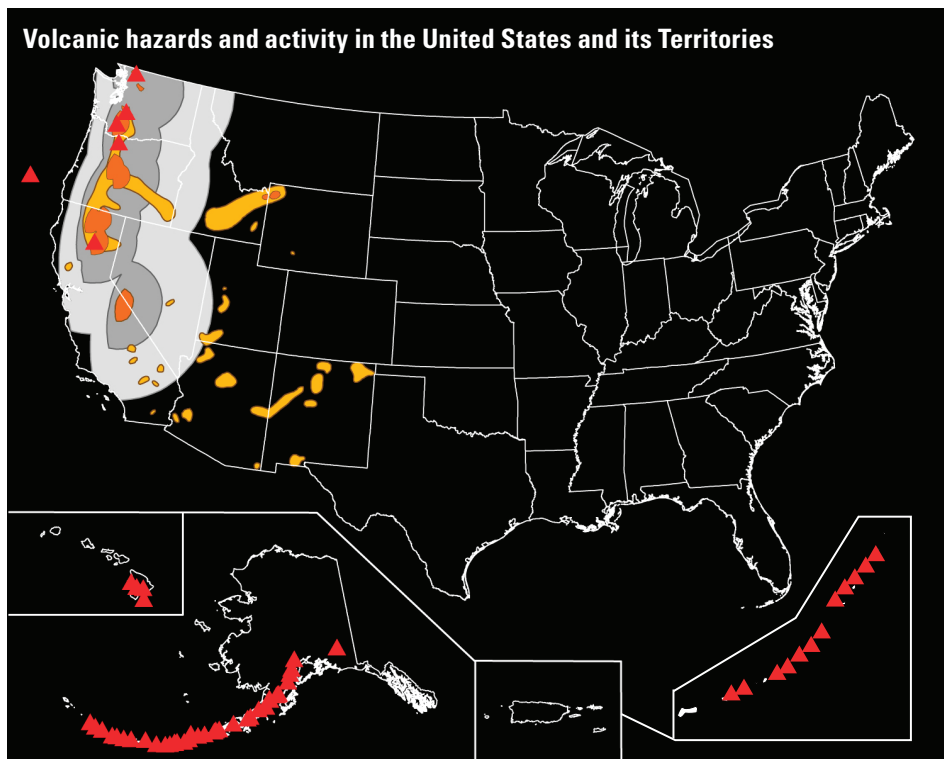 Volcanic hazards and activity in the United States and its Territories